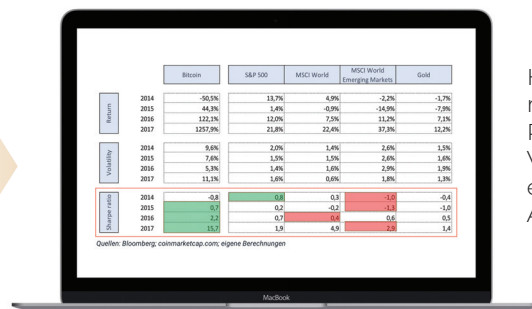 Bitcoin S&P 500 MSCI World MSCI World Emerging Markets Gold
Return
2014 -50,5% 13,7% 4,9% -2,2% -1,7%
2015 44,3% 1,4% -0,9% -14,9% -7,9%
2016 122,1% 12,0% 7,5% 11,2% 7,1%
2017 1257,9% 21,8% 22,4% 37,3% 12,2%
Volatility
2014 9,6% 2,0% 1,4% 2,6% 1,5%
2015 7,6% 1,5% 1,5% 2,6% 1,6%
2016 5,3% 1,4% 1,6% 2,9% 1,9%
2017 11,1% 1,6% 0,6% 1,8% 1,3%
Sharpe ratio
2014 -0,8 0,8 0,3 -1,0 -0,4
2015 0,7 0,2 -0,2 -1,3 -1,0
2016 2,2 0,7 0,4 0,6 0,5
2017 15,7 1,9 4,9 2,9 1,4
Quellen: Bloomberg; coinmarketcap.com; eigene Berechnungen
MacBook